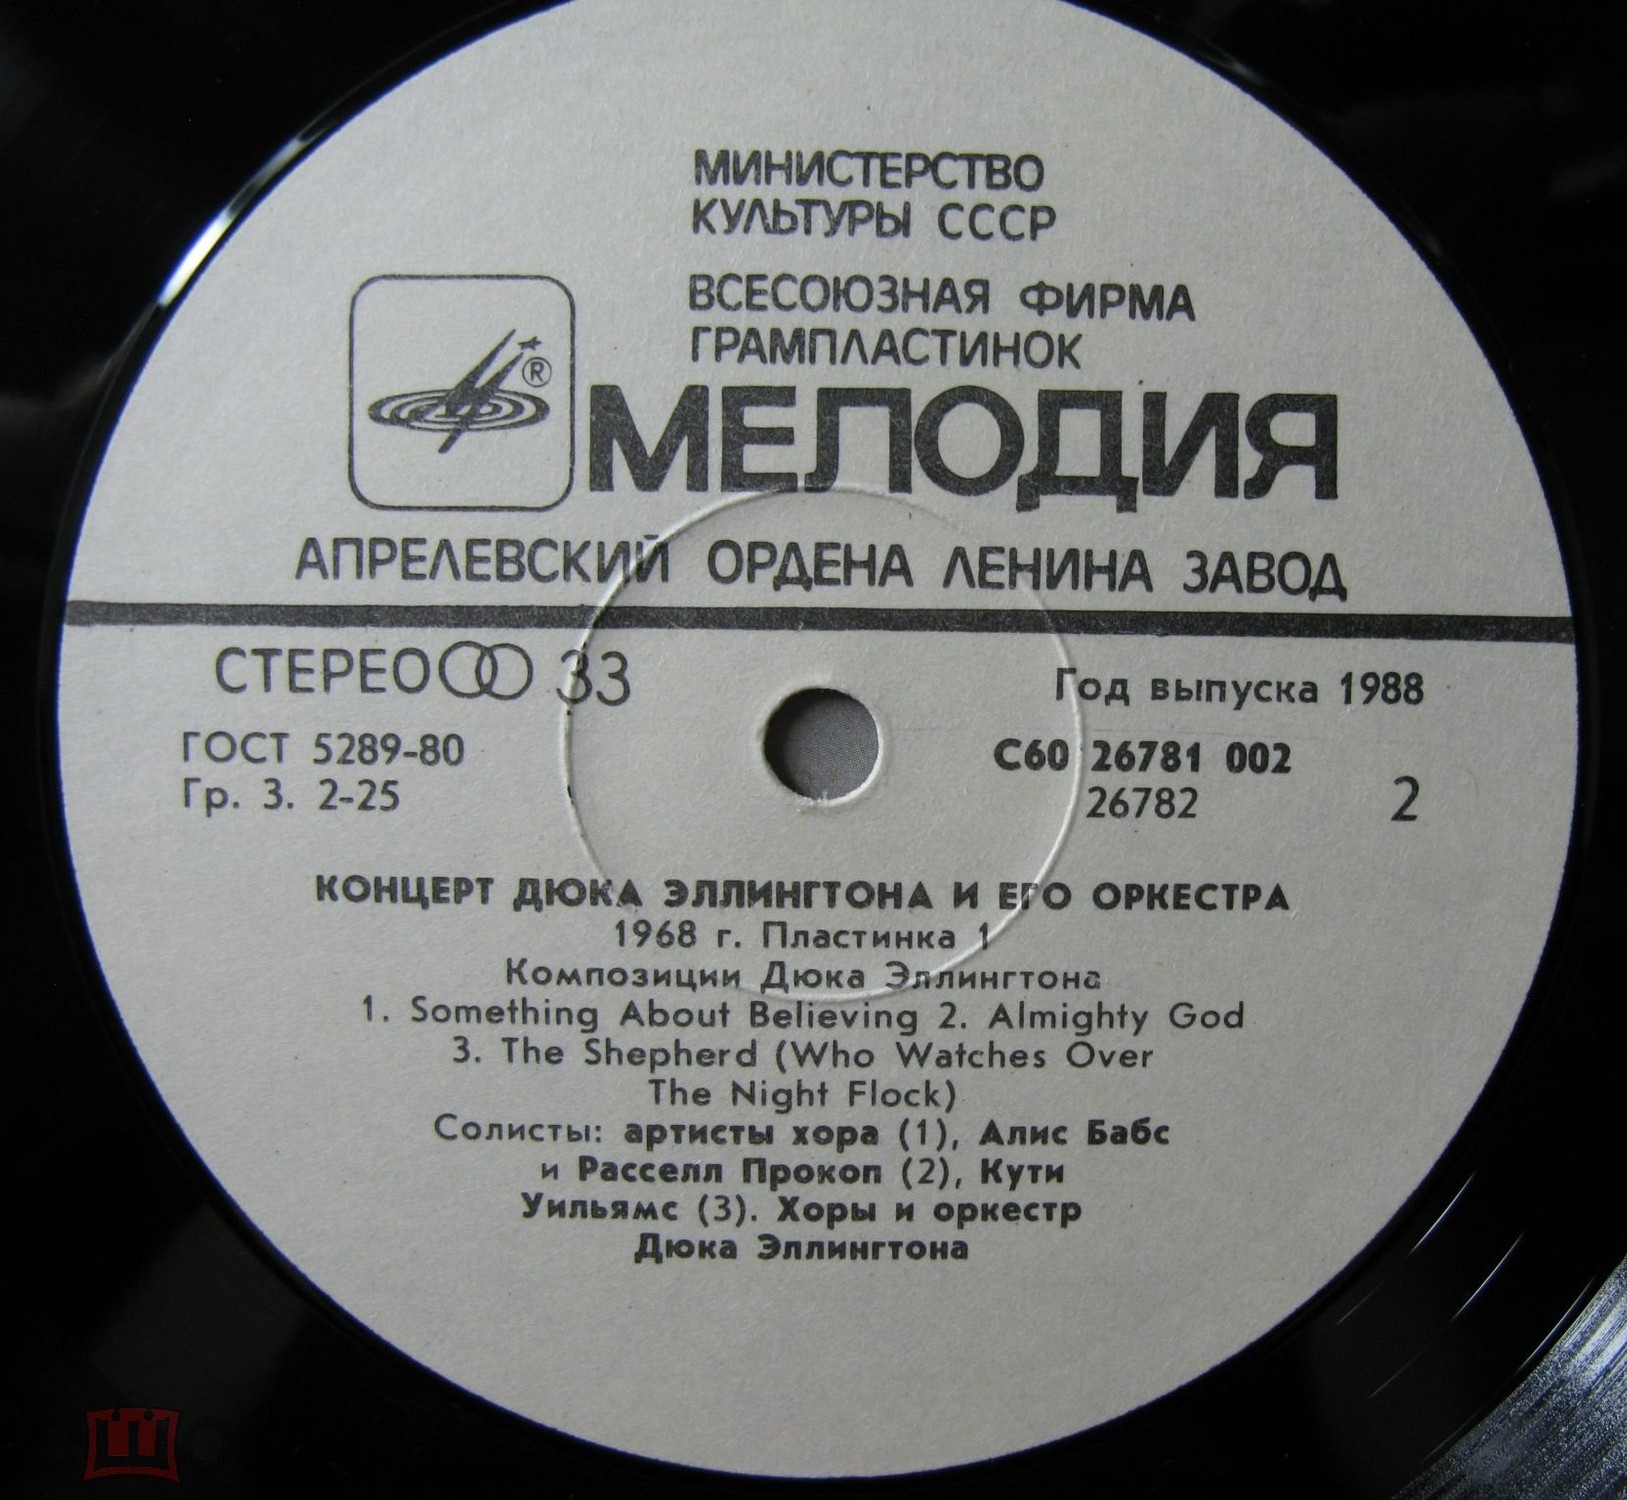 МИНИСТЕРСТВО
КУЛЬТУРЫ СССР
ВСЕСОЮЗНАЯ ФИРМА
ГРАМПЛАСТИНОК
®
МЕЛОДИЯ
АПРЕЛЕВСКИЙ ОРДЕНА ЛЕНИНА ЗАВОД
СТЕРЕО 33
Год выпуска 1988
ГОСТ 5289-80
С60 26781 002
Гр. 3. 2-25
26782
2
КОНЦЕРТ ДЮКА ЭЛЛИНГТОНА И ЕГО ОРКЕСТРА
1968 г. Пластинка 1
Композиции Дюка Эллингтона
1. Something About Believing 2. Almighty God
3. The Shepherd (Who Watches Over
The Night Flock)
Солисты: артисты хора (1), Алис Бабс
и Расселл Прокоп (2), Кути
Уильямс (3). Хоры и оркестр
Дюка Эллингтона